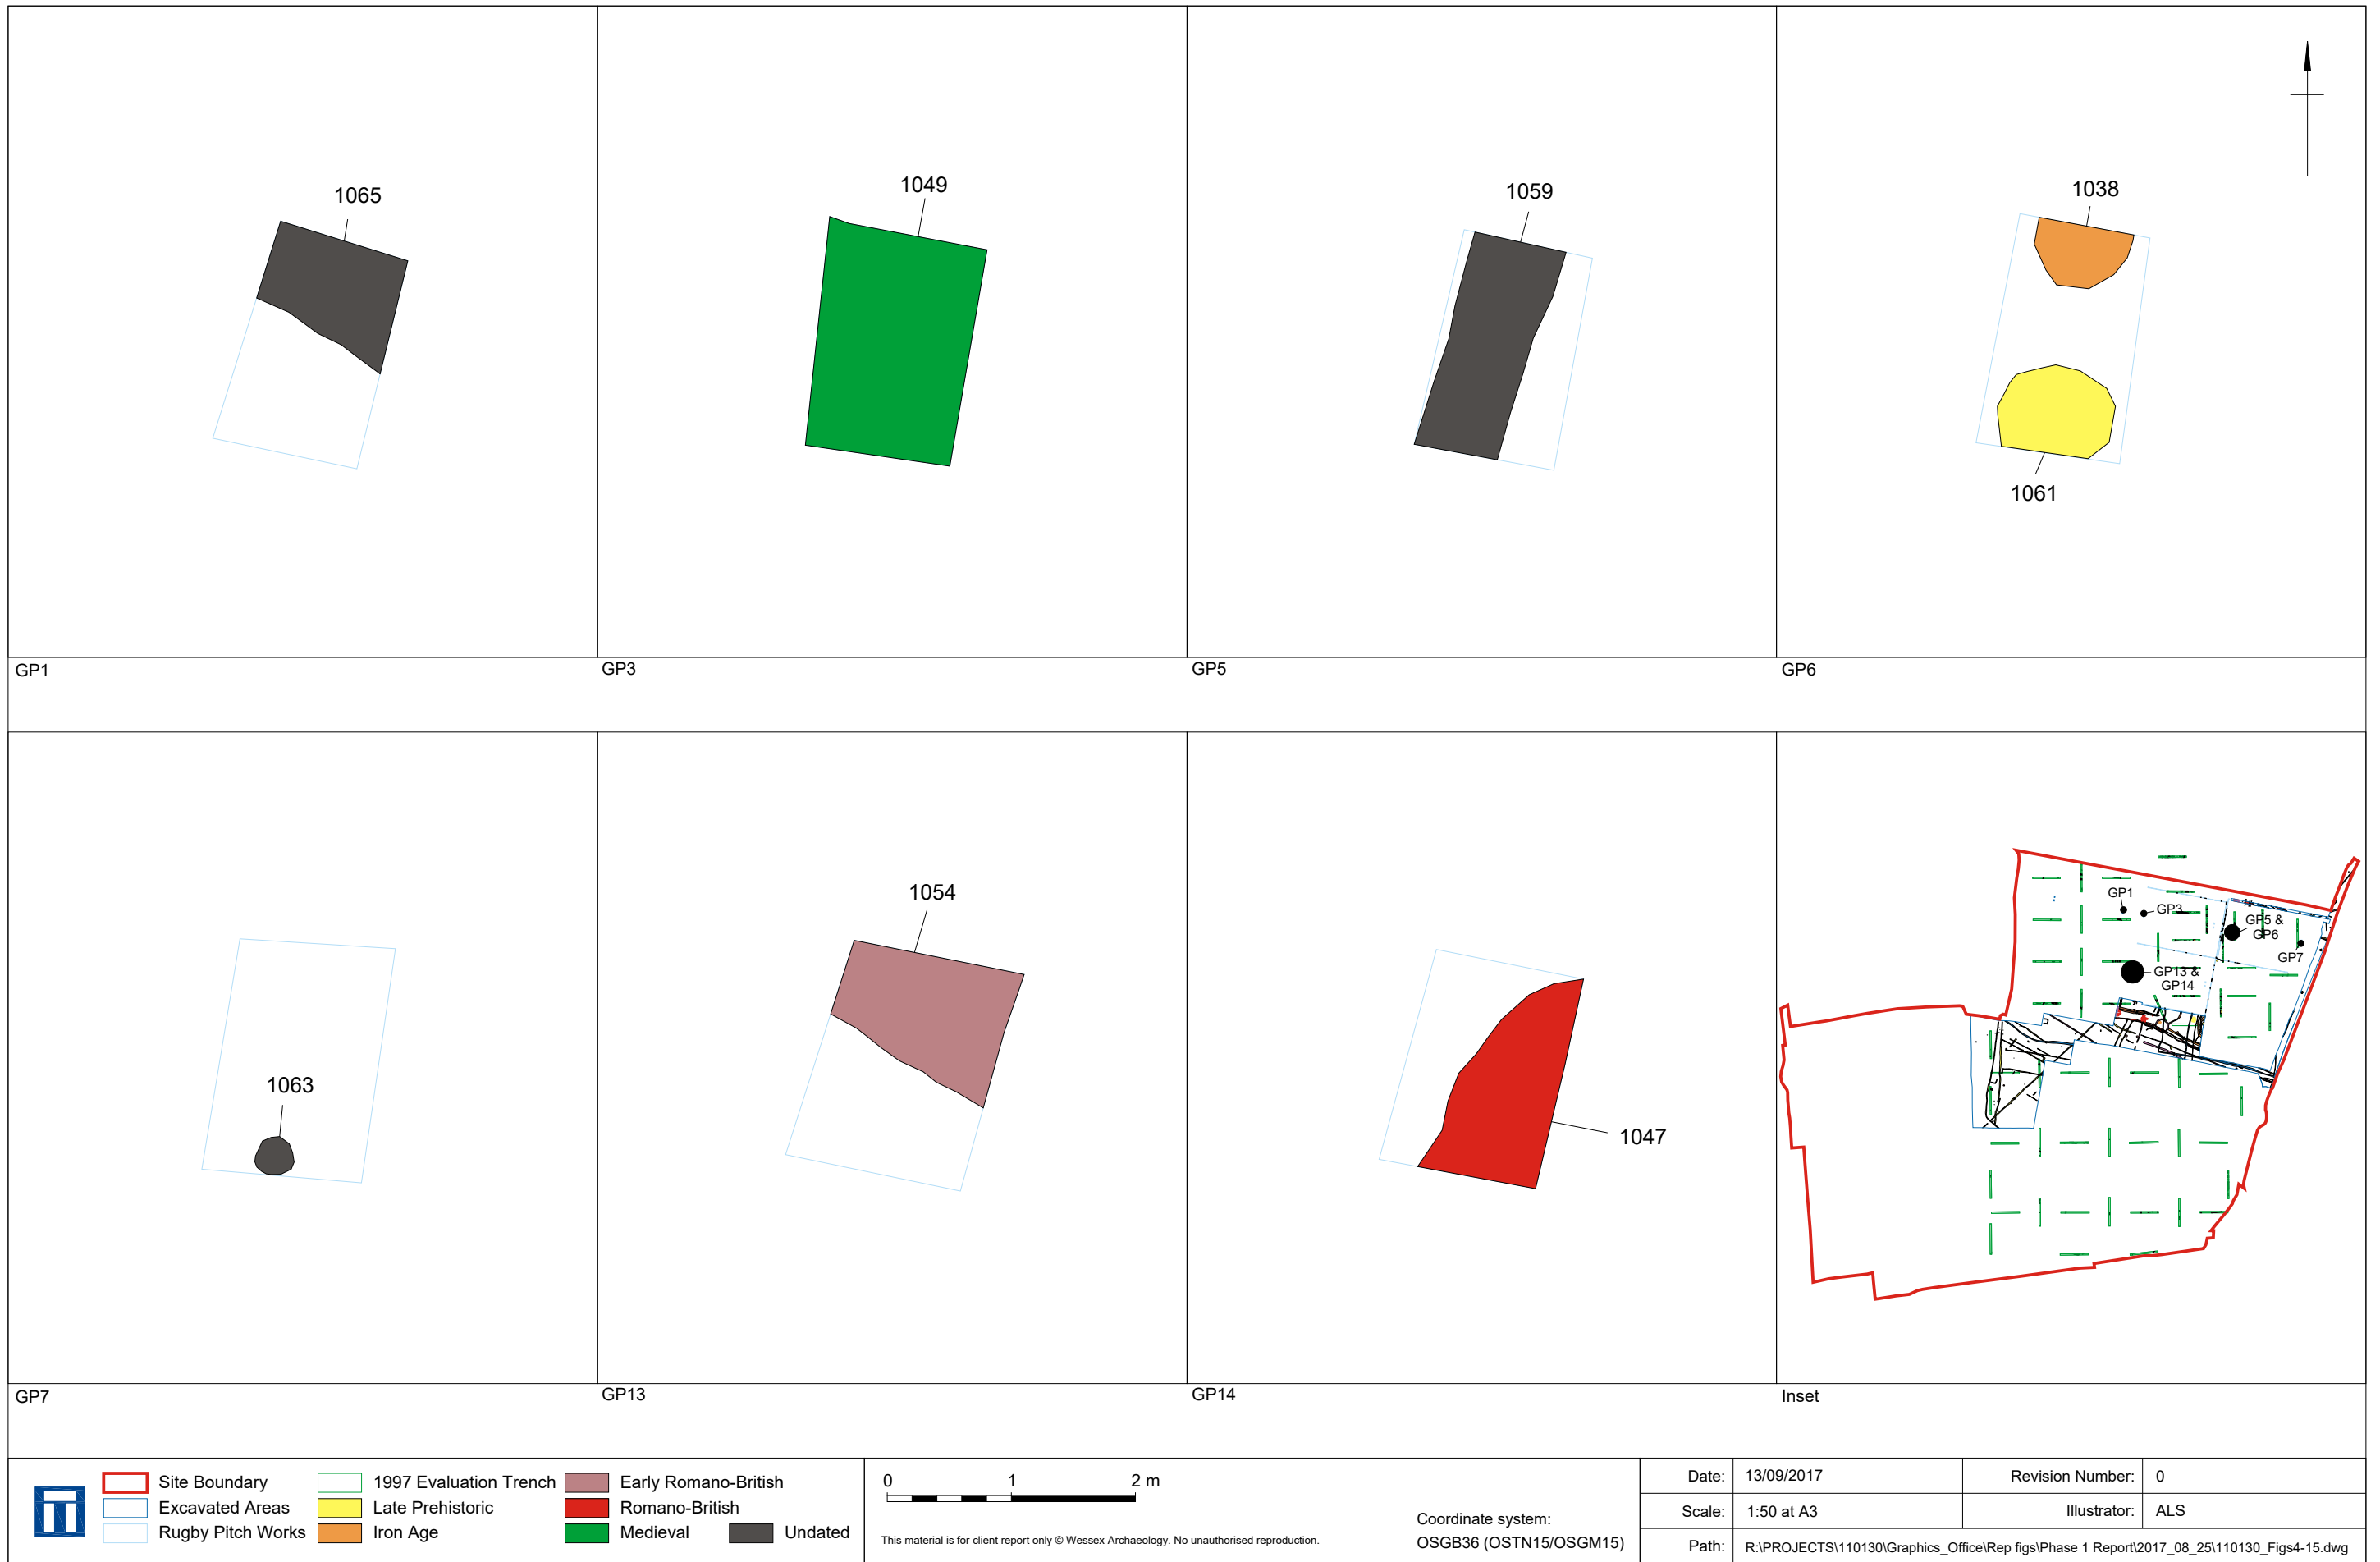 1065
1049
1059
1038
1061
GP1
GP3
GP5
GP6
1063
1054
1047
GP1
GP3
GP5 &
GP6
GP7
GP13 &
GP14
GP7
GP13
GP14
Inset
Site Boundary
Excavated Areas
Rugby Pitch Works
1997 Evaluation Trench
Late Prehistoric
Iron Age
Early Romano-British
Romano-British
Medieval
Undated
0 1 2 m
This material is for client report only © Wessex Archaeology. No unauthorised reproduction.
Coordinate system:
OSGB36 (OSTN15/OSGM15)
Date: 13/09/2017 Revision Number: 0
Scale: 1:50 at A3 Illustrator: ALS
Path: R:\PROJECTS\110130\Graphics_Office\Rep figs\Phase 1 Report\2017_08_25\110130_Figs4-15.dwg